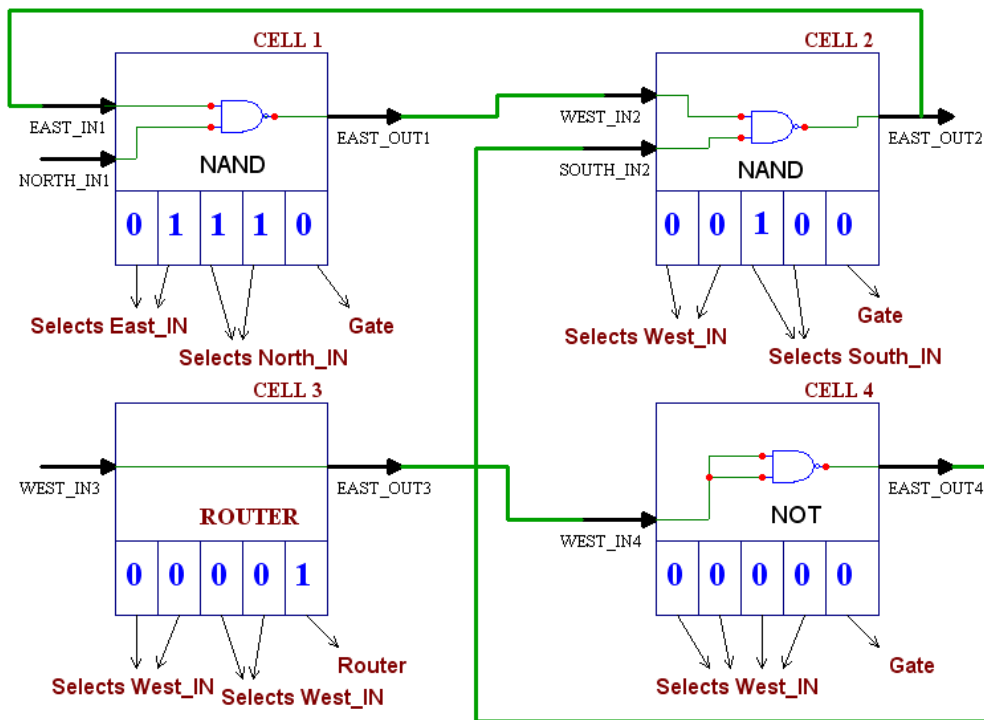 CELL 1
CELL 2
EAST_IN1
EAST_OUT1
NORTH_IN1
NAND
WEST_IN2
SOUTH_IN2
EAST_OUT2
NAND
0 1 1 1 0
0 0 1 0 0
Selects East_IN
Gate
Selects North_IN
Selects West_IN
Gate
Selects South_IN
CELL 3
CELL 4
WEST_IN3
EAST_OUT3
ROUTER
WEST_IN4
EAST_OUT4
NOT
0 0 0 0 1
0 0 0 0 0
Selects West_IN
Router
Selects West_IN
Selects West_IN
Gate